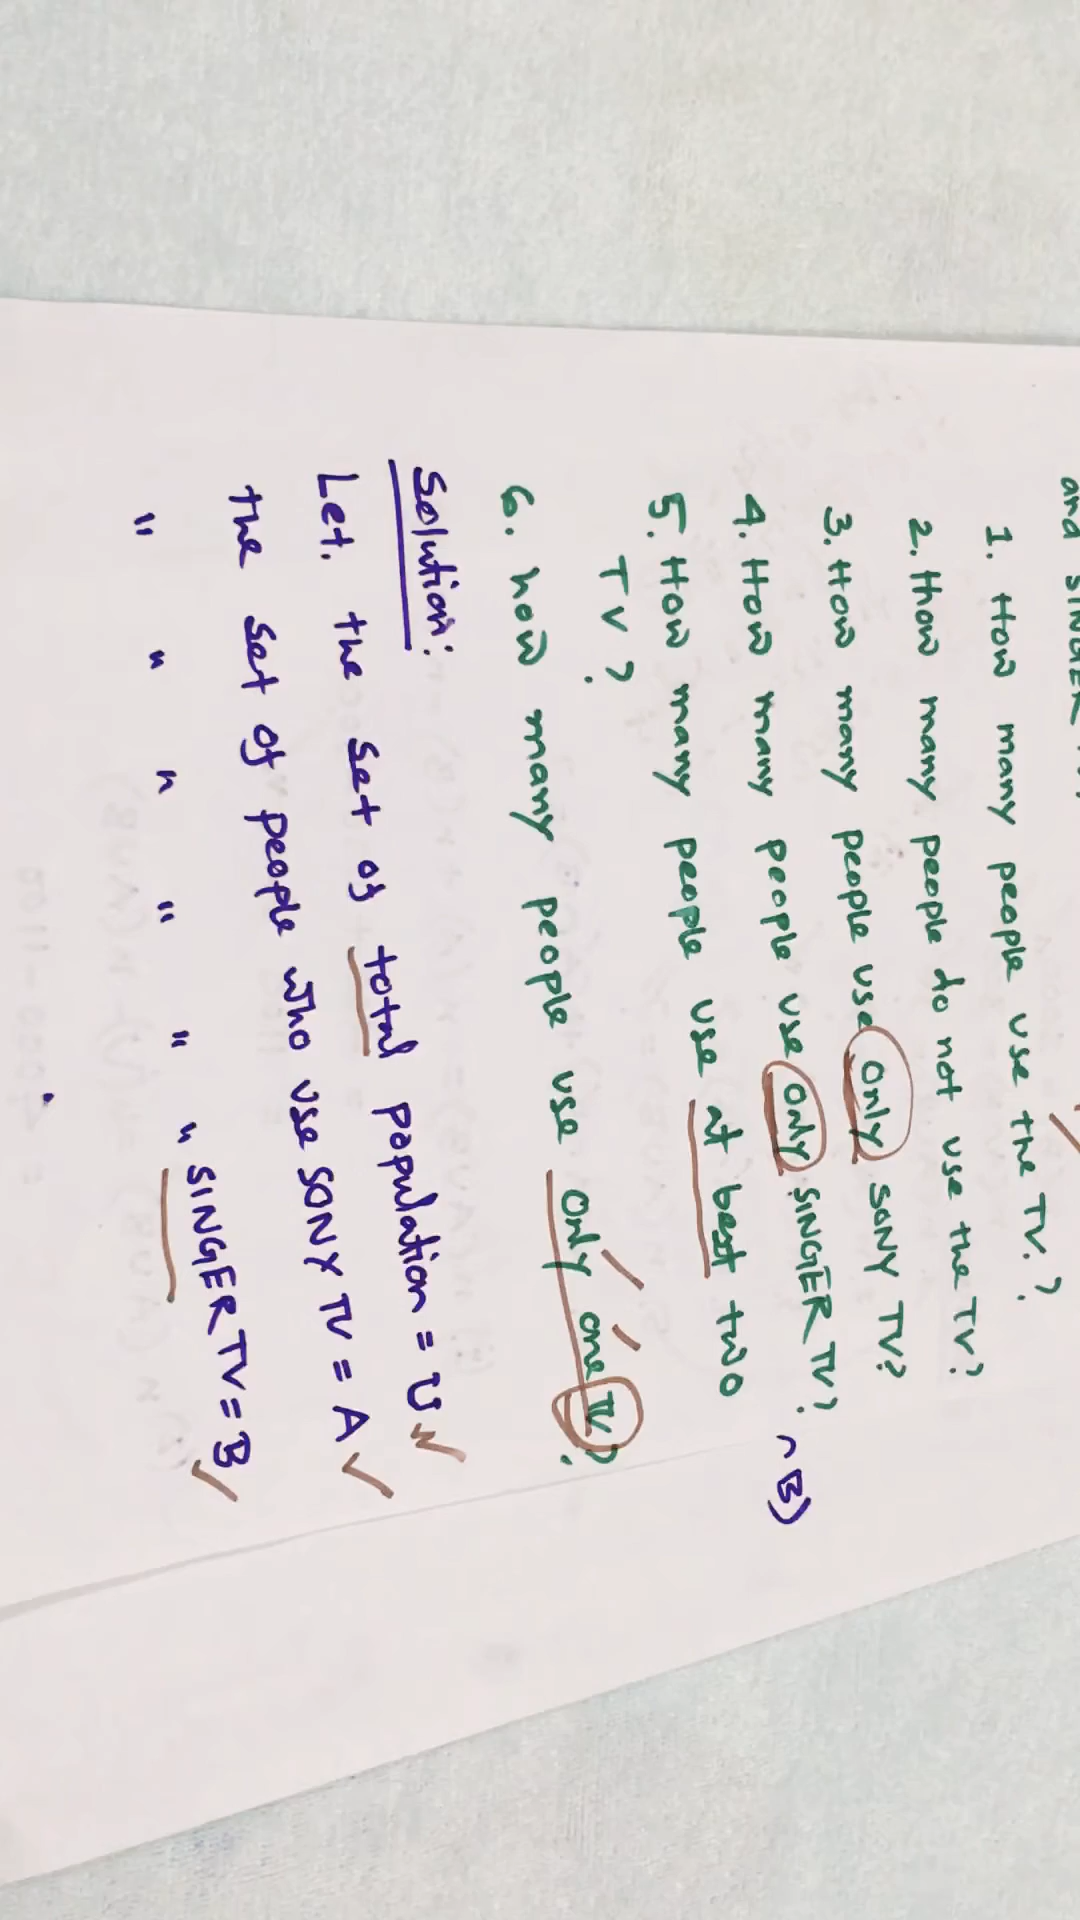 and SINGER
1. How many people use the TV.?
2. Thow many people do not use the TV?
3. How many people use Only SONY TV?
4. How many people use only SINGER TV?
∩ B)
5. How many people use at best two
TV?
6. how many people use Only one TV?
Solution:
Let. the set of total population = U
the set of people who use SONY TV = A
" " " " " " SINGER TV = B